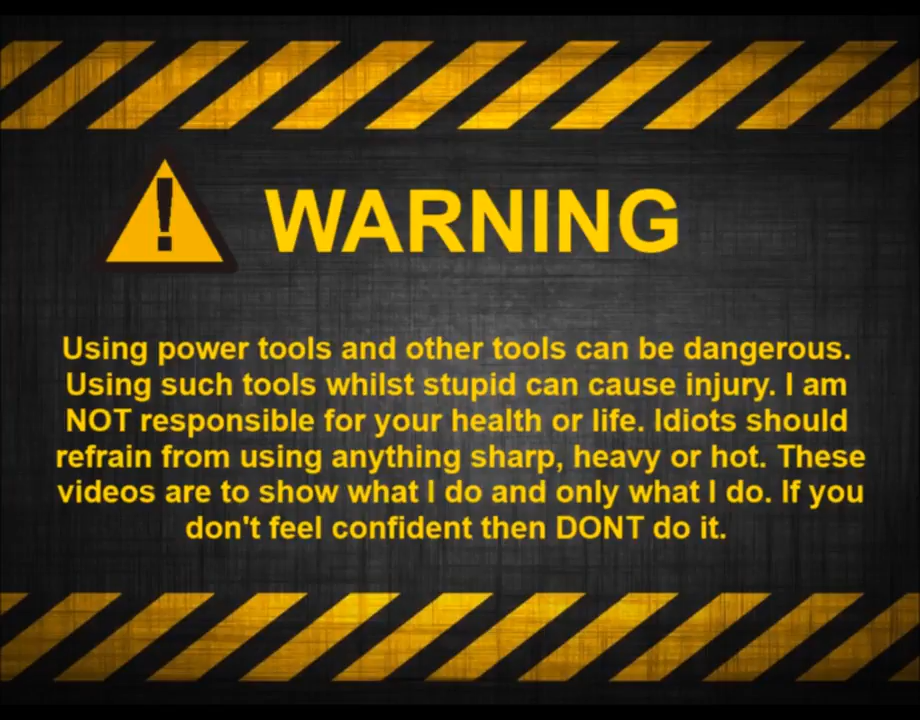 WARNING
Using power tools and other tools can be dangerous.
Using such tools whilst stupid can cause injury. I am
NOT responsible for your health or life. Idiots should
refrain from using anything sharp, heavy or hot. These
videos are to show what I do and only what I do. If you
don't feel confident then DONT do it.